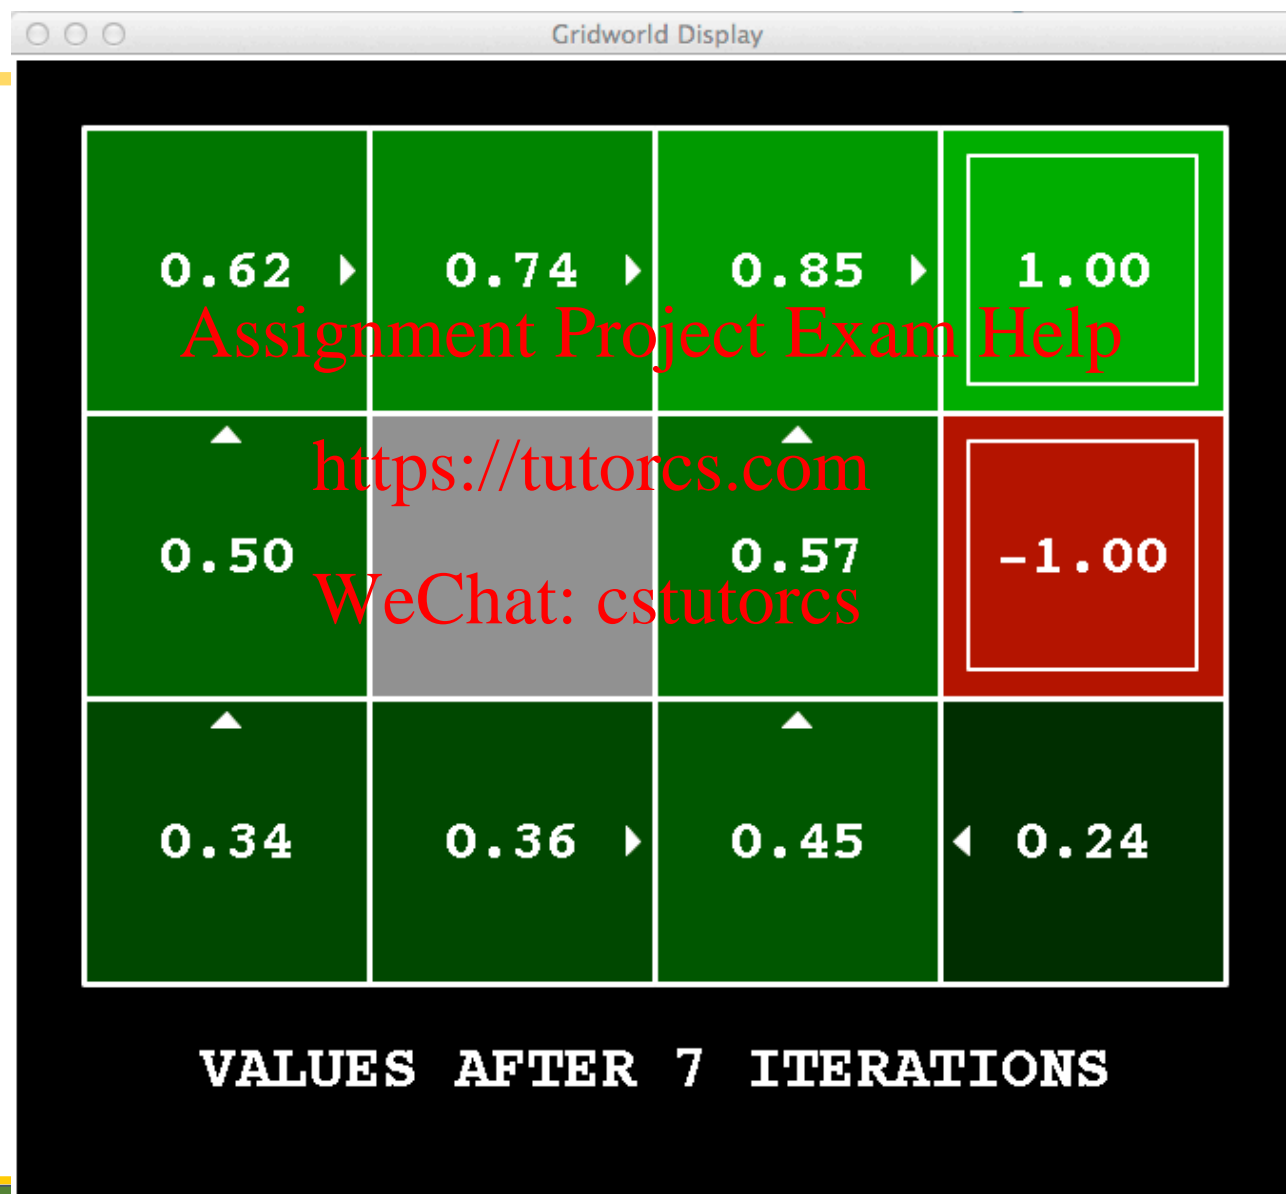 Gridworld Display
0.62 0.74 0.85 1.00
Assignment Project Exam Help
https://tutorcs.com
0.50 0.57 -1.00
WeChat: cstutorcs
0.34 0.36 0.45 0.24
VALUES AFTER 7 ITERATIONS